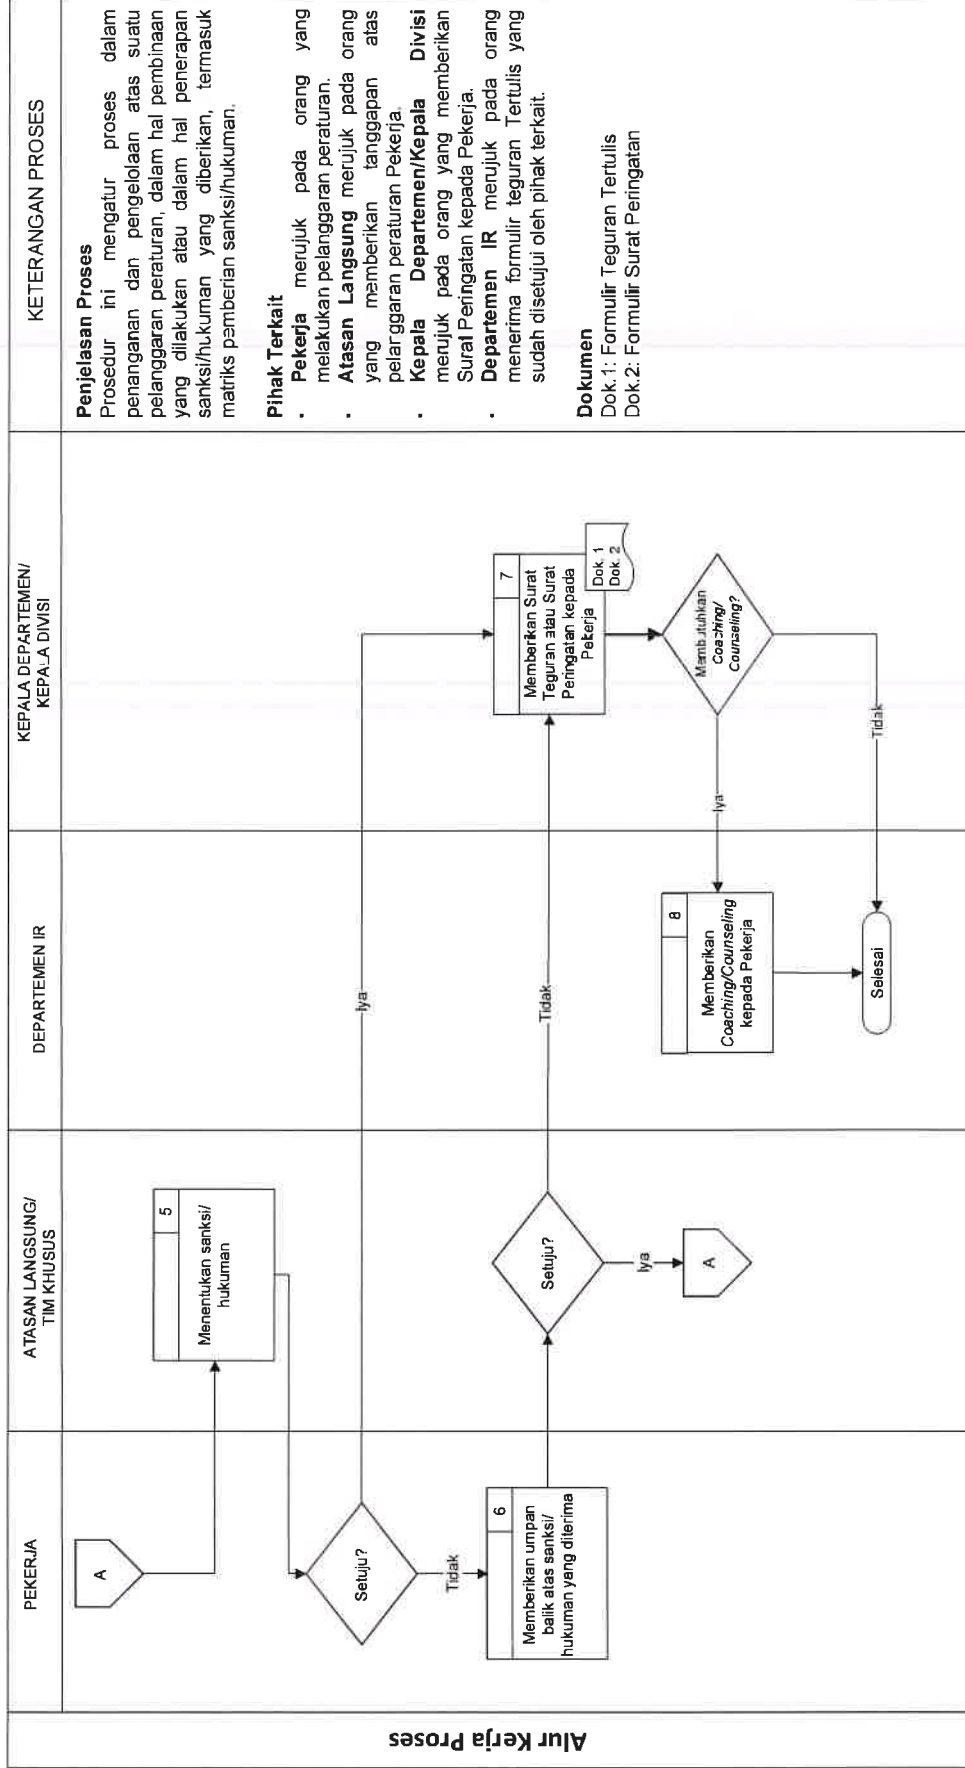 Alur Kerja Proses
PEKERJA
ATASAN LANGSUNG/
TIM KHUSUS
DEPARTEMEN IR
KEPALA DEPARTEMEN/
KEPALA DIVISI
KETERANGAN PROSES
A
5
Menentukan sanksi/
hukuman
Setuju?
Iya
Tidak
6
Memberikan umpan
balik atas sanksi/
hukuman yang diterima
Setuju?
Tidak
Iya
A
7
Memberikan Surat
Teguran atau Surat
Peringatan kepada
Pekerja
Dok. 1
Dok. 2
Membutuhkan
Coaching/
Counseling?
Iya
Tidak
8
Memberikan
Coaching/Counseling
kepada Pekerja
Selesai
Penjelasan Proses
Prosedur ini mengatur proses dalam
penanganan dan pengelolaan atas suatu
pelanggaran peraturan, dalam hal pembinaan
yang dilakukan atau dalam hal penerapan
sanksi/hukuman yang diberikan, termasuk
matriks pemberian sanksi/hukuman.
Pihak Terkait
• Pekerja merujuk pada orang yang
melakukan pelanggaran peraturan.
• Atasan Langsung merujuk pada orang
yang memberikan tanggapan atas
pelanggaran peraturan Pekerja.
• Kepala Departemen/Kepala Divisi
merujuk pada orang yang memberikan
Surat Peringatan kepada Pekerja.
• Departemen IR merujuk pada orang
menerima formulir teguran Tertulis yang
sudah disetujui oleh pihak terkait.
Dokumen
Dok.1: Formulir Teguran Tertulis
Dok.2: Formulir Surat Peringatan